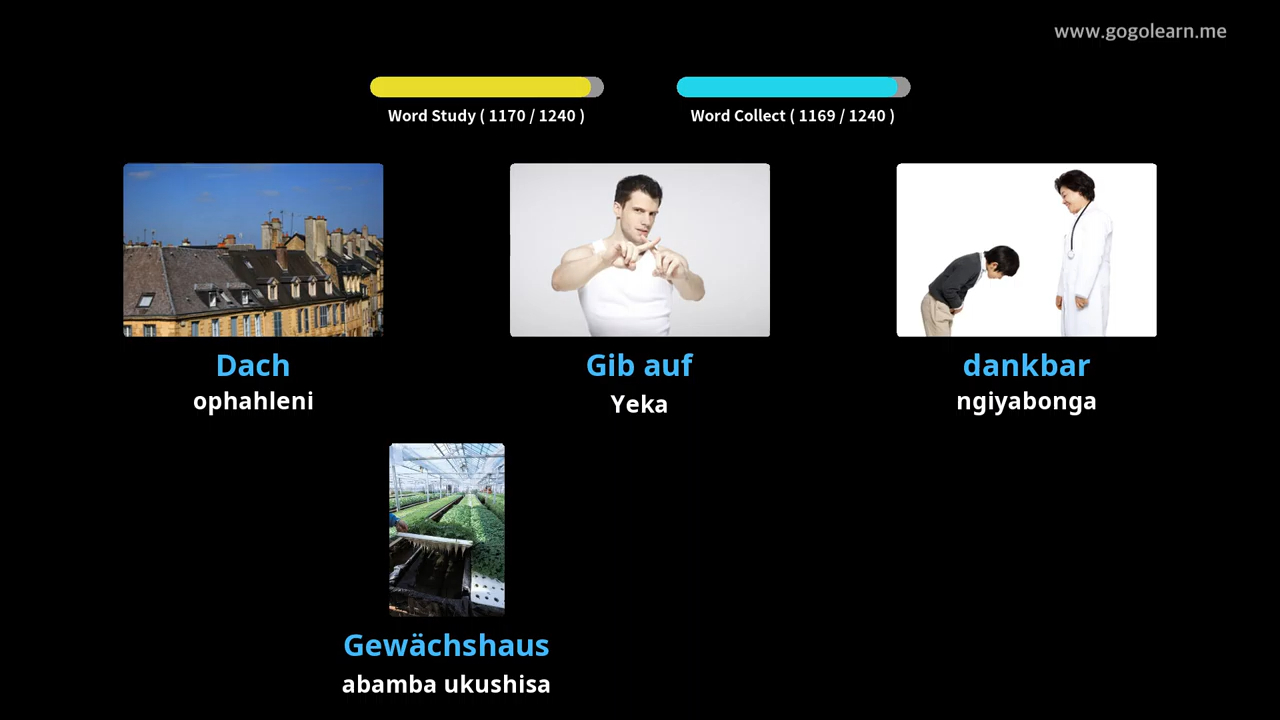 www.gogolearn.me
Word Study ( 1170 / 1240 )
Word Collect ( 1169 / 1240 )
Dach
ophahleni
Gib auf
Yeka
dankbar
ngiyabonga
Gewächshaus
abamba ukushisa